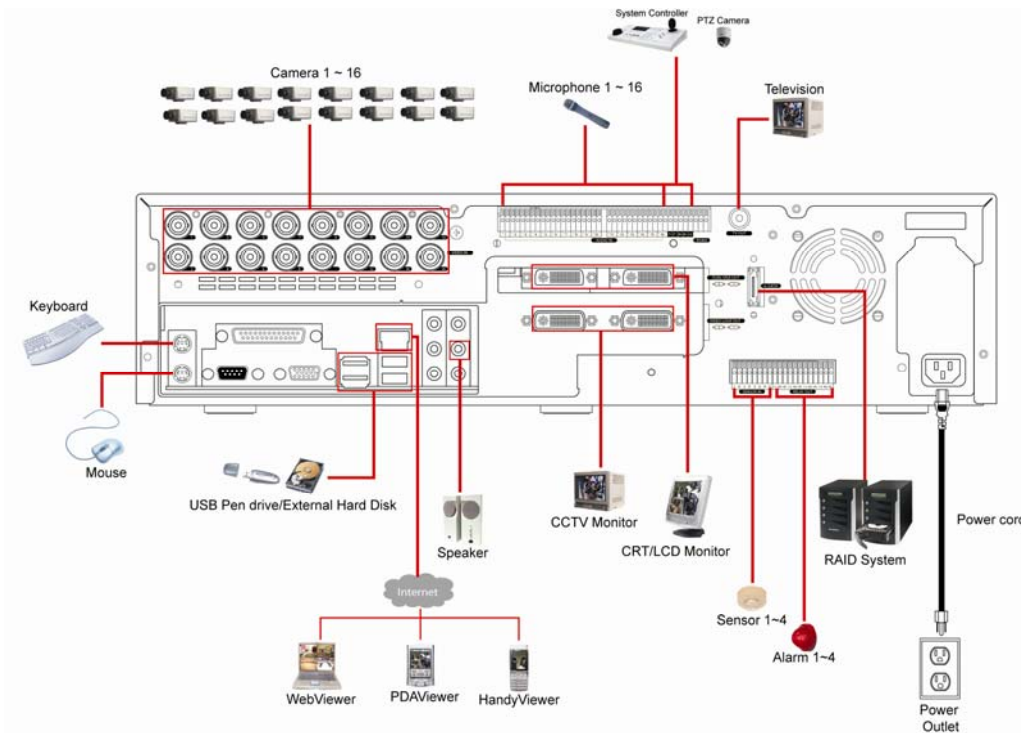 System Controller
PTZ Camera
Camera 1 ~ 16
Microphone 1 ~ 16
Television
Keyboard
Mouse
USB Pen drive/External Hard Disk
Speaker
CCTV Monitor
CRT/LCD Monitor
RAID System
Power cord
Internet
Sensor 1~4
Alarm 1~4
WebViewer
PDAViewer
HandyViewer
Power
Outlet